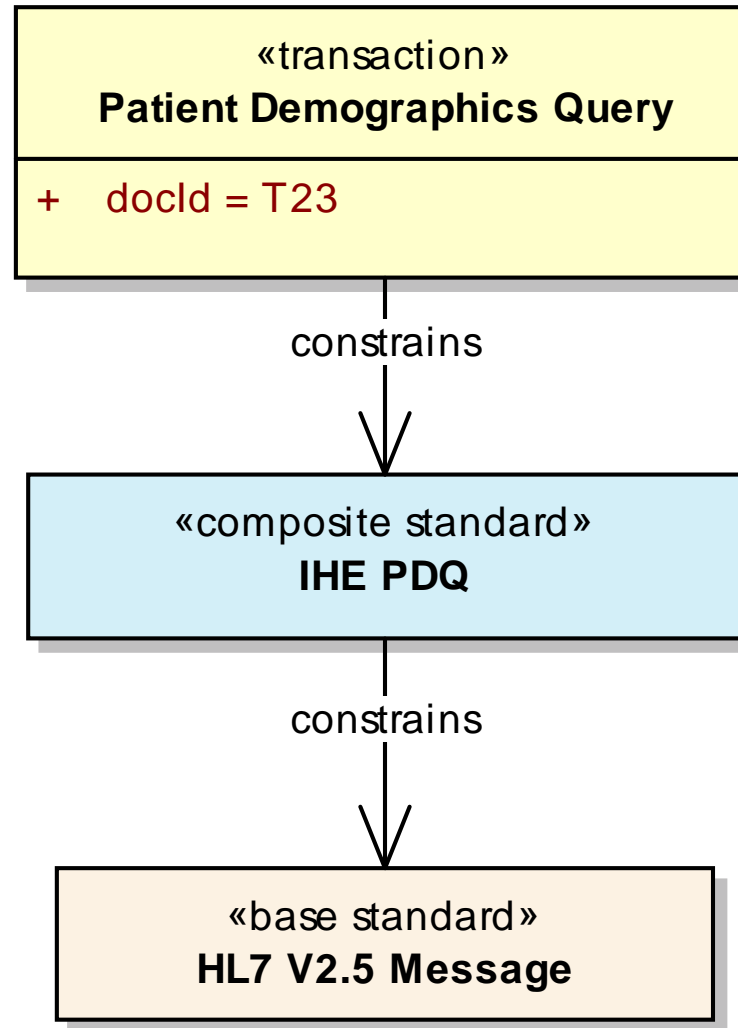 «transaction»
Patient Demographics Query
+ docId = T23
constrains
«composite standard»
IHE PDQ
constrains
«base standard»
HL7 V2.5 Message